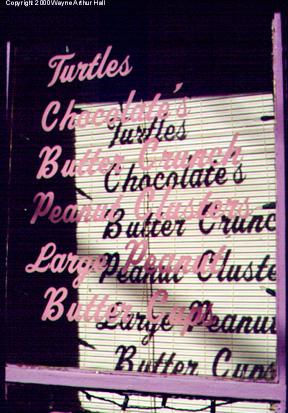 Copyright 2000 Wayne Arthur Hall
Turtles
Chocolate's
Butter Crunch
Peanut Clusters
Large Peanut
Butter Cups
Turtles
Chocolate's
Butter Crunc
Peanut Cluste
Large Peanut
Butter Cups